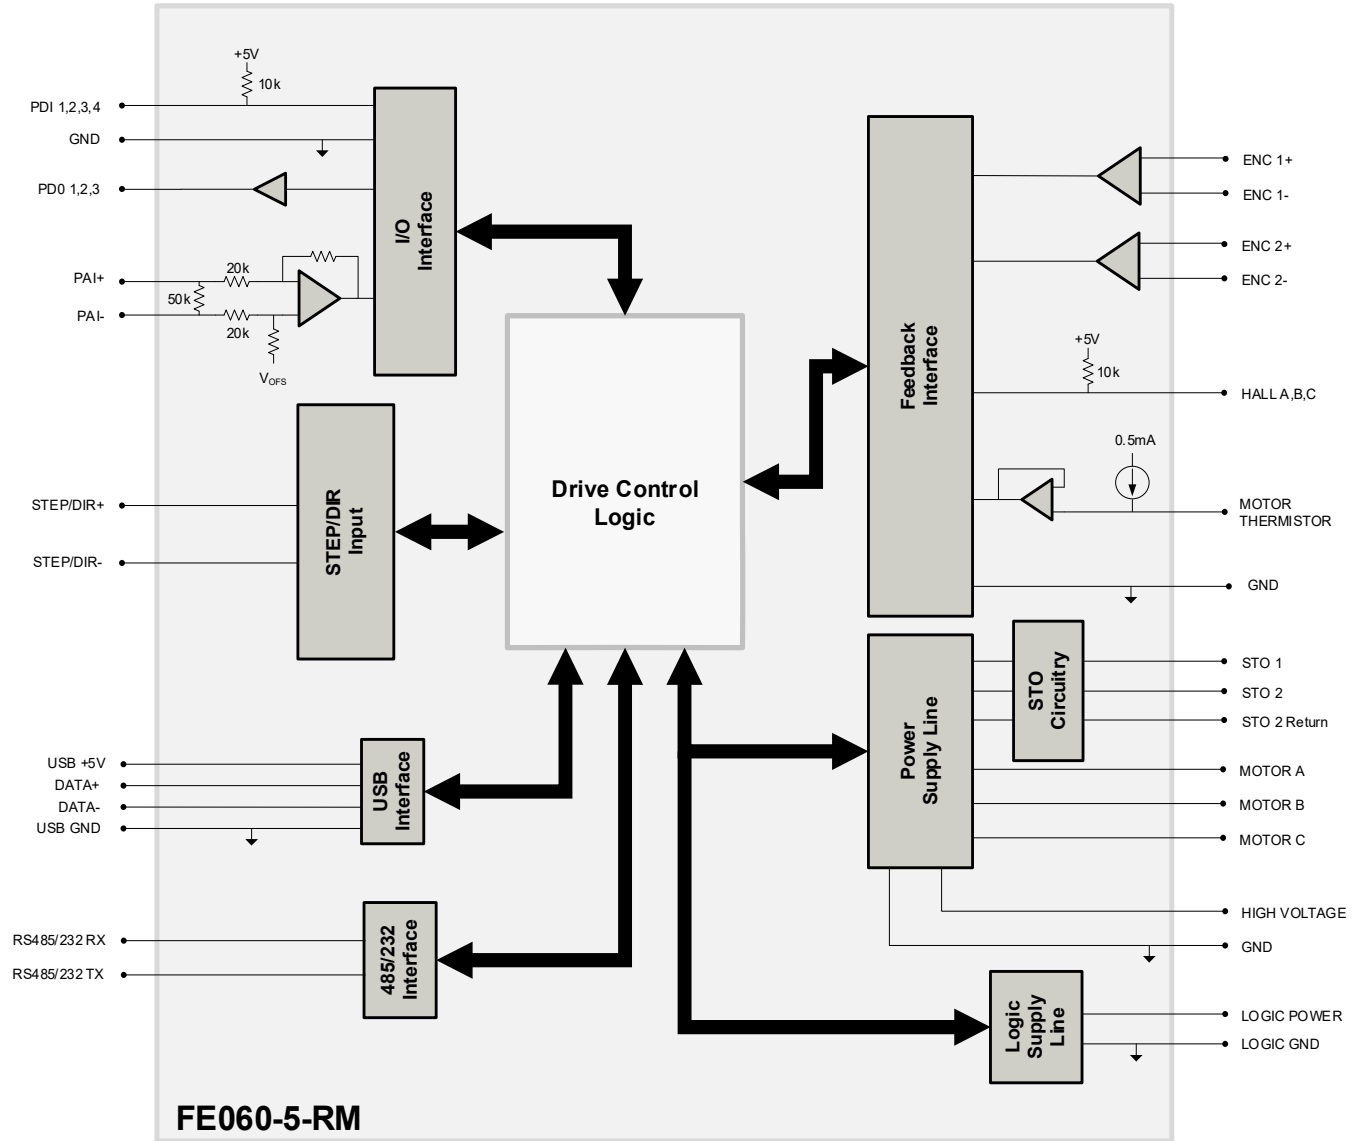 +5V
10k
PDI 1,2,3,4
GND
PD0 1,2,3
PAI+
20k
50k
PAI-
20k
VOFS
I/O
Interface
STEP/DIR+
STEP/DIR-
STEP/DIR
Input
Drive Control
Logic
USB +5V
DATA+
DATA-
USB GND
USB
Interface
RS485/232 RX
RS485/232 TX
485/232
Interface
Feedback
Interface
ENC 1+
ENC 1-
ENC 2+
ENC 2-
+5V
10k
HALL A,B,C
0.5mA
MOTOR
THERMISTOR
GND
Power
Supply Line
STO
Circuitry
STO 1
STO 2
STO 2 Return
MOTOR A
MOTOR B
MOTOR C
HIGH VOLTAGE
GND
Logic
Supply
Line
LOGIC POWER
LOGIC GND
FE060-5-RM